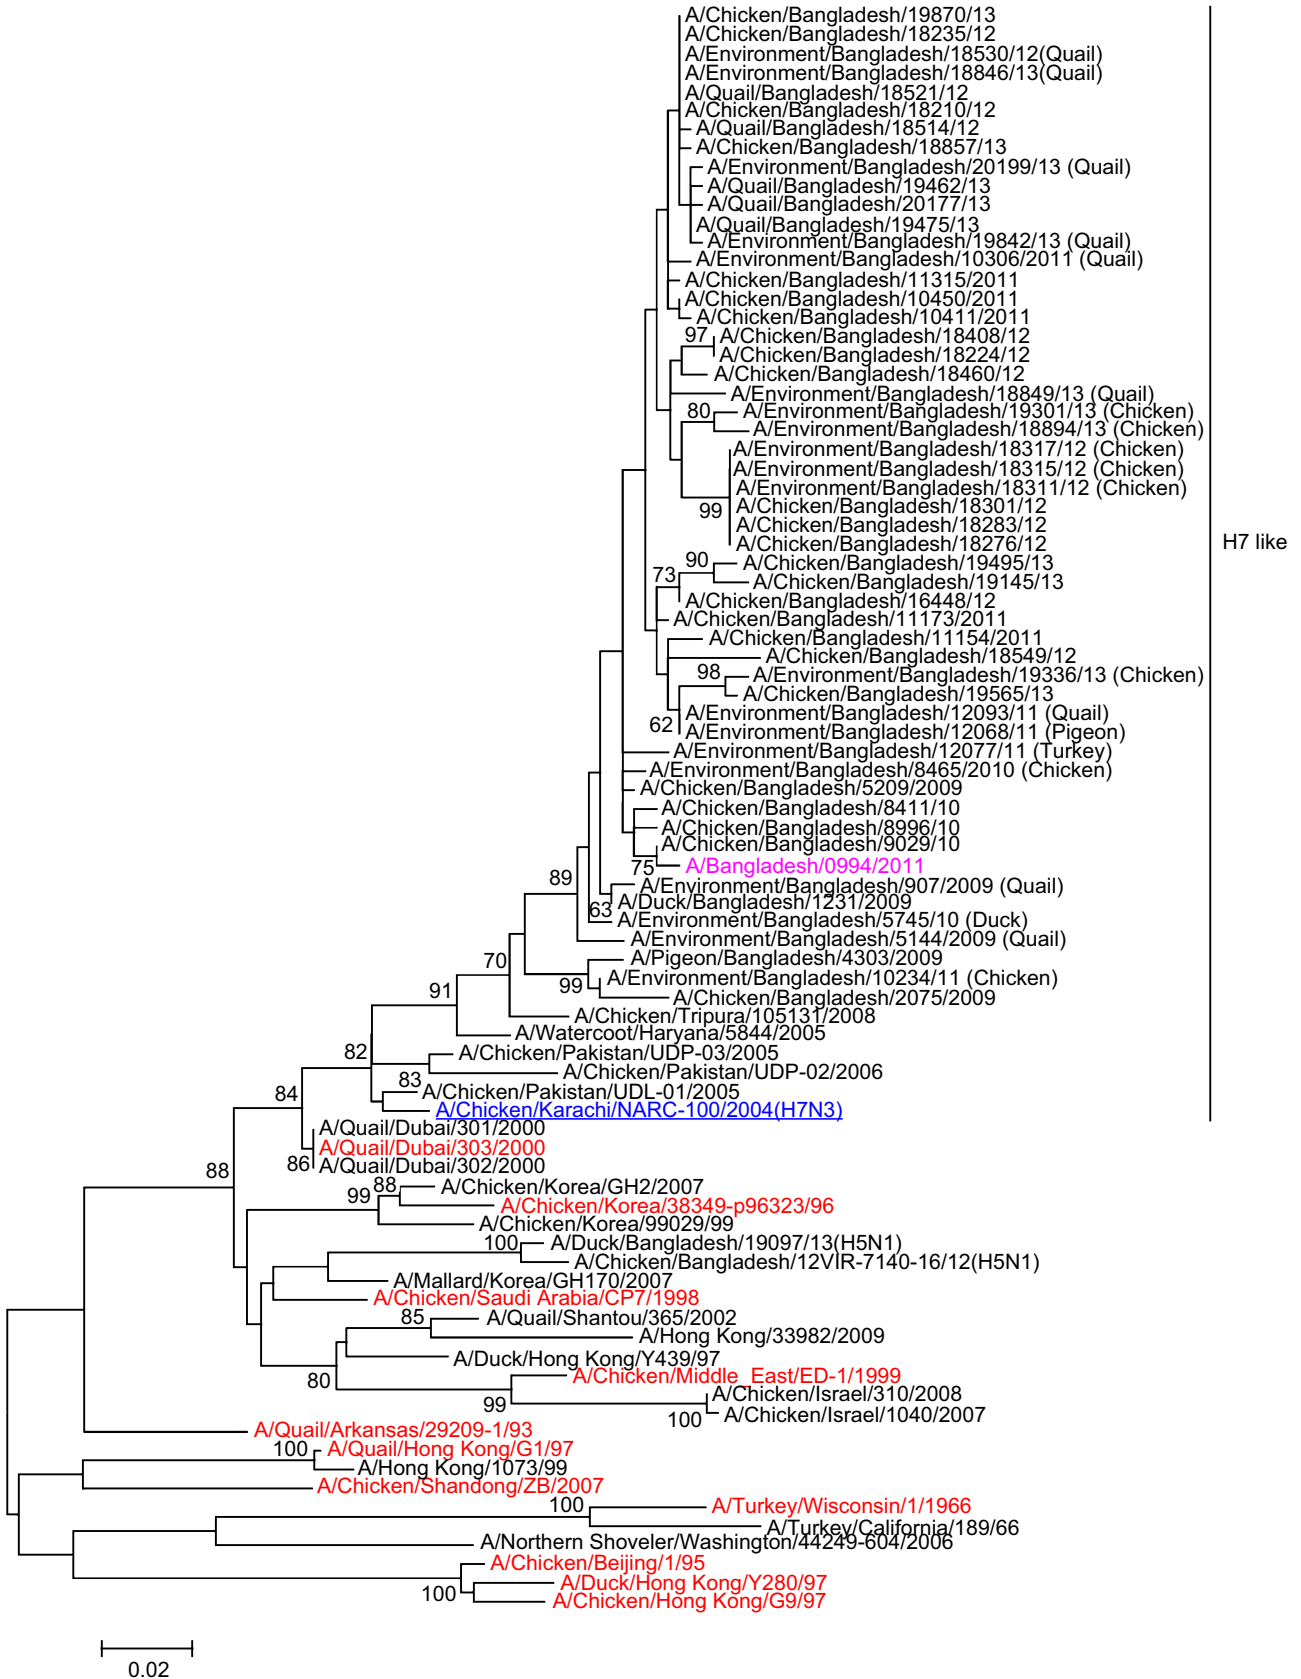 A/Chicken/Bangladesh/19870/13
A/Chicken/Bangladesh/18235/12
A/Environment/Bangladesh/18530/12(Quail)
A/Environment/Bangladesh/18846/13(Quail)
A/Quail/Bangladesh/18521/12
A/Chicken/Bangladesh/18210/12
A/Quail/Bangladesh/18514/12
A/Chicken/Bangladesh/18857/13
A/Environment/Bangladesh/20199/13 (Quail)
A/Quail/Bangladesh/19462/13
A/Quail/Bangladesh/20177/13
A/Quail/Bangladesh/19475/13
A/Environment/Bangladesh/19842/13 (Quail)
A/Environment/Bangladesh/10306/2011 (Quail)
A/Chicken/Bangladesh/11315/2011
A/Chicken/Bangladesh/10450/2011
A/Chicken/Bangladesh/10411/2011
97 A/Chicken/Bangladesh/18408/12
A/Chicken/Bangladesh/18224/12
A/Chicken/Bangladesh/18460/12
A/Environment/Bangladesh/18849/13 (Quail)
80 A/Environment/Bangladesh/19301/13 (Chicken)
A/Environment/Bangladesh/18894/13 (Chicken)
A/Environment/Bangladesh/18317/12 (Chicken)
A/Environment/Bangladesh/18315/12 (Chicken)
A/Environment/Bangladesh/18311/12 (Chicken)
99 A/Chicken/Bangladesh/18301/12
A/Chicken/Bangladesh/18283/12
A/Chicken/Bangladesh/18276/12
H7 like
90 A/Chicken/Bangladesh/19495/13
73 A/Chicken/Bangladesh/19145/13
A/Chicken/Bangladesh/16448/12
A/Chicken/Bangladesh/11173/2011
A/Chicken/Bangladesh/11154/2011
A/Chicken/Bangladesh/18549/12
98 A/Environment/Bangladesh/19336/13 (Chicken)
A/Chicken/Bangladesh/19565/13
A/Environment/Bangladesh/12093/11 (Quail)
62 A/Environment/Bangladesh/12068/11 (Pigeon)
A/Environment/Bangladesh/12077/11 (Turkey)
A/Environment/Bangladesh/8465/2010 (Chicken)
A/Chicken/Bangladesh/5209/2009
A/Chicken/Bangladesh/8411/10
A/Chicken/Bangladesh/8996/10
A/Chicken/Bangladesh/9029/10
75 A/Bangladesh/0994/2011
89 A/Environment/Bangladesh/907/2009 (Quail)
63 A/Duck/Bangladesh/1231/2009
A/Environment/Bangladesh/5745/10 (Duck)
A/Environment/Bangladesh/5144/2009 (Quail)
70 A/Pigeon/Bangladesh/4303/2009
99 A/Environment/Bangladesh/10234/11 (Chicken)
91 A/Chicken/Bangladesh/2075/2009
A/Chicken/Tripura/105131/2008
A/Watercoot/Haryana/5844/2005
82 A/Chicken/Pakistan/UDP-03/2005
A/Chicken/Pakistan/UDP-02/2006
84 83 A/Chicken/Pakistan/UDL-01/2005
A/Chicken/Karachi/NARC-100/2004(H7N3)
A/Quail/Dubai/301/2000
A/Quail/Dubai/303/2000
88 86 A/Quail/Dubai/302/2000
99 88 A/Chicken/Korea/GH2/2007
A/Chicken/Korea/38349-p96323/96
A/Chicken/Korea/99029/99
100 A/Duck/Bangladesh/19097/13(H5N1)
A/Chicken/Bangladesh/12VIR-7140-16/12(H5N1)
A/Mallard/Korea/GH170/2007
A/Chicken/Saudi Arabia/CP7/1998
85 A/Quail/Shantou/365/2002
A/Hong Kong/33982/2009
A/Duck/Hong Kong/Y439/97
80 A/Chicken/Middle_East/ED-1/1999
99 A/Chicken/Israel/310/2008
100 A/Chicken/Israel/1040/2007
A/Quail/Arkansas/29209-1/93
100 A/Quail/Hong Kong/G1/97
A/Hong Kong/1073/99
A/Chicken/Shandong/ZB/2007
100 A/Turkey/Wisconsin/1/1966
A/Turkey/California/189/66
A/Northern Shoveler/Washington/44249-604/2006
A/Chicken/Beijing/1/95
100 A/Duck/Hong Kong/Y280/97
A/Chicken/Hong Kong/G9/97
0.02